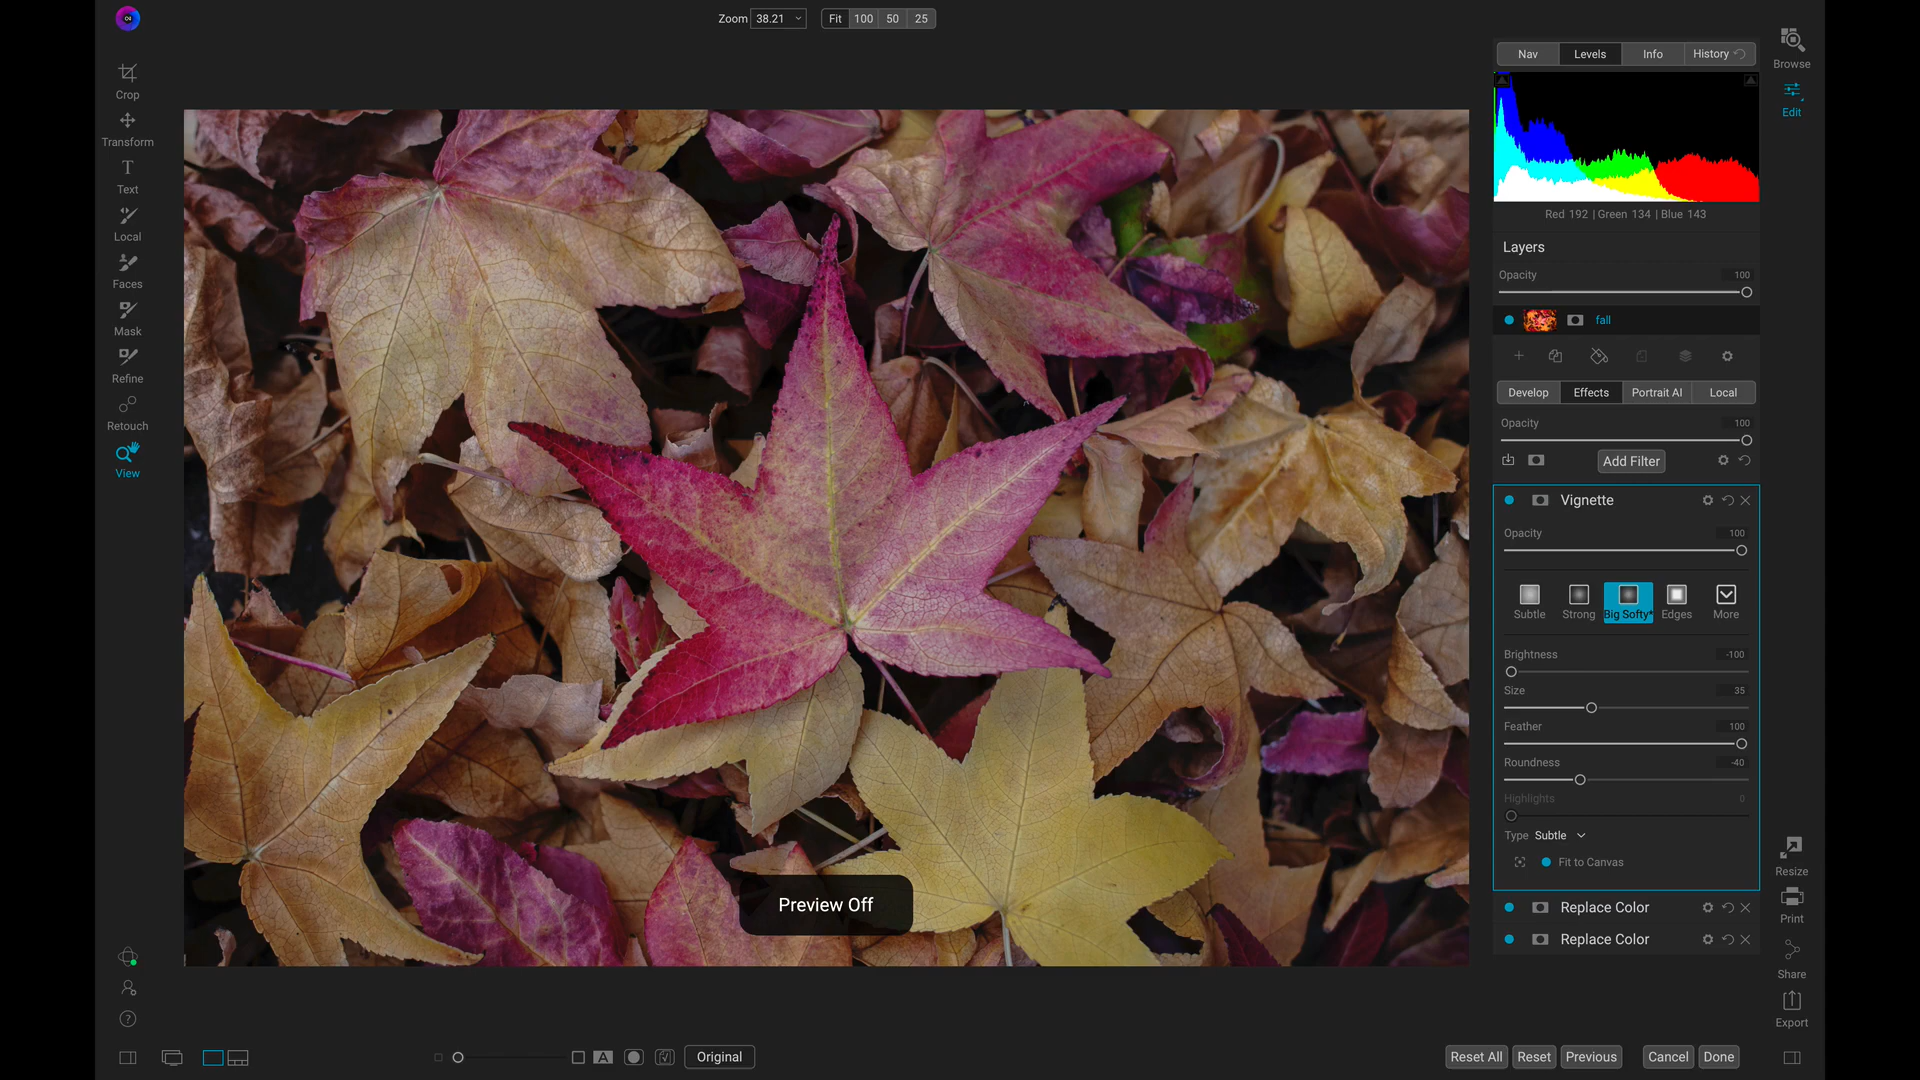 Zoom 38.21 Fit 100 50 25
Crop
Transform
Text
Local
Faces
Mask
Refine
Retouch
View
Preview Off
Original
Nav Levels Info History
Red 192 | Green 134 | Blue 143
Layers
Opacity 100
fall
Develop Effects Portrait AI Local
Opacity 100
Add Filter
Vignette
Opacity 100
Subtle Strong Big Softy* Edges More
Brightness -100
Size 35
Feather 100
Roundness -40
Highlights 0
Type Subtle
Fit to Canvas
Replace Color
Replace Color
Reset All Reset Previous Cancel Done
Browse
Edit
Resize
Print
Share
Export